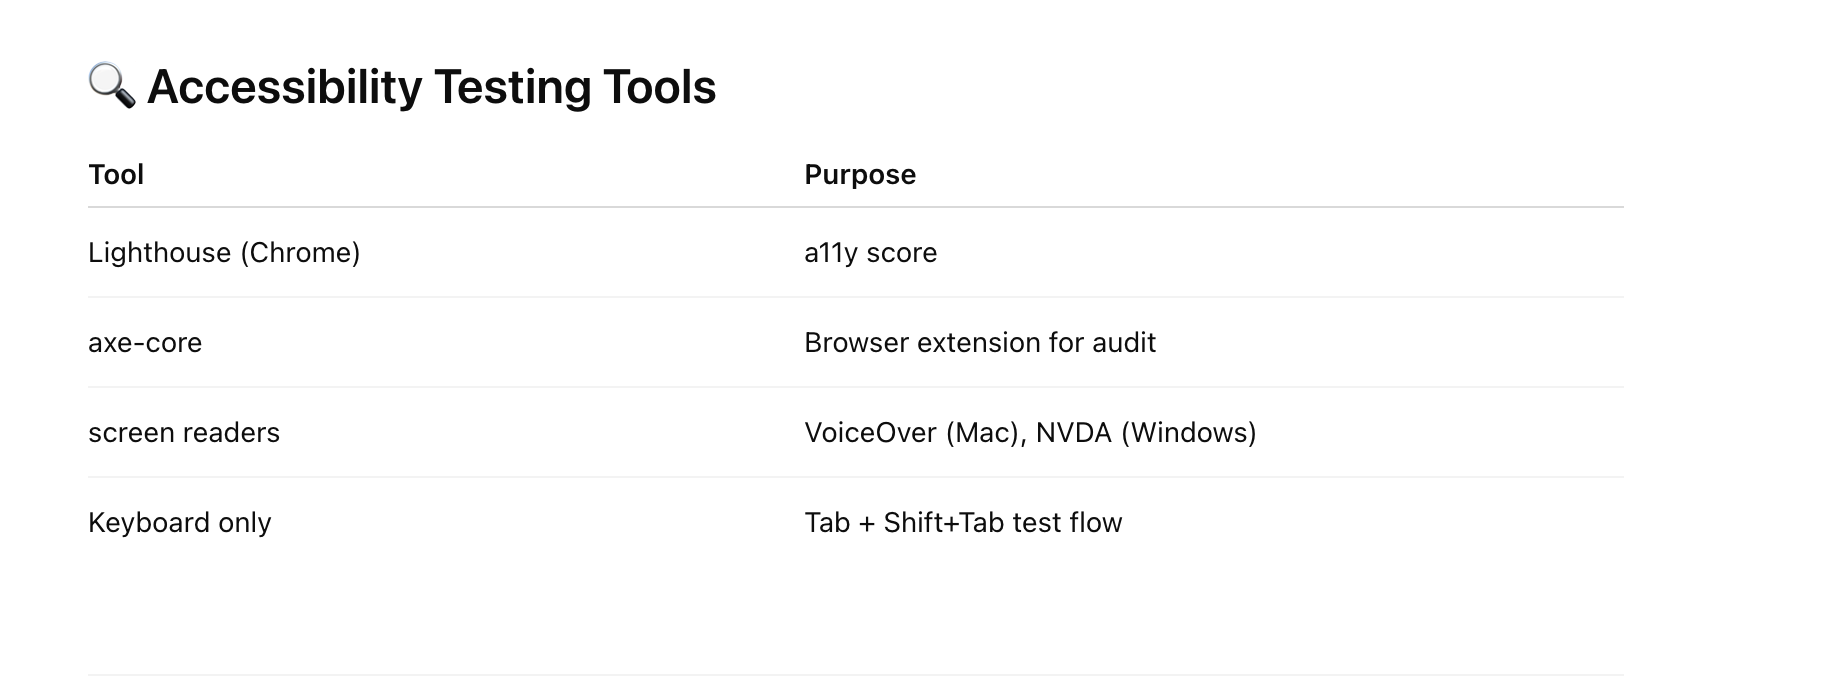 🔍 Accessibility Testing Tools
Tool Purpose
Lighthouse (Chrome) a11y score
axe-core Browser extension for audit
screen readers VoiceOver (Mac), NVDA (Windows)
Keyboard only Tab + Shift+Tab test flow